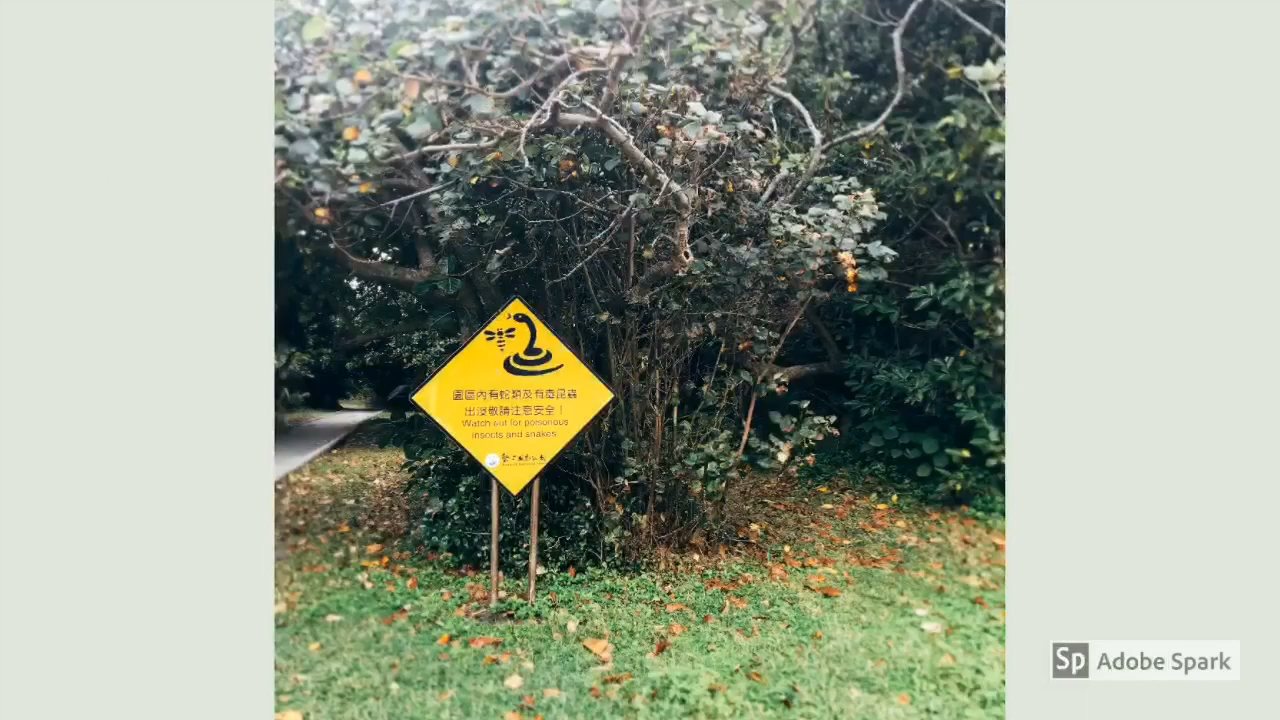 園區內有蛇類及有毒昆蟲
出沒敬請注意安全！
Watch out for poisonous
insects and snakes
Sp Adobe Spark